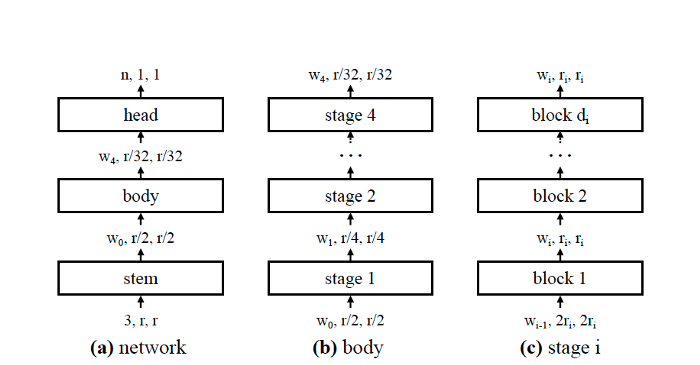 n, 1, 1
head
w4, r/32, r/32
body
w0, r/2, r/2
stem
3, r, r
(a) network
w4, r/32, r/32
stage 4
...
stage 2
w1, r/4, r/4
stage 1
w0, r/2, r/2
(b) body
wi, ri, ri
block di
...
block 2
wi, ri, ri
block 1
wi-1, 2ri, 2ri
(c) stage i